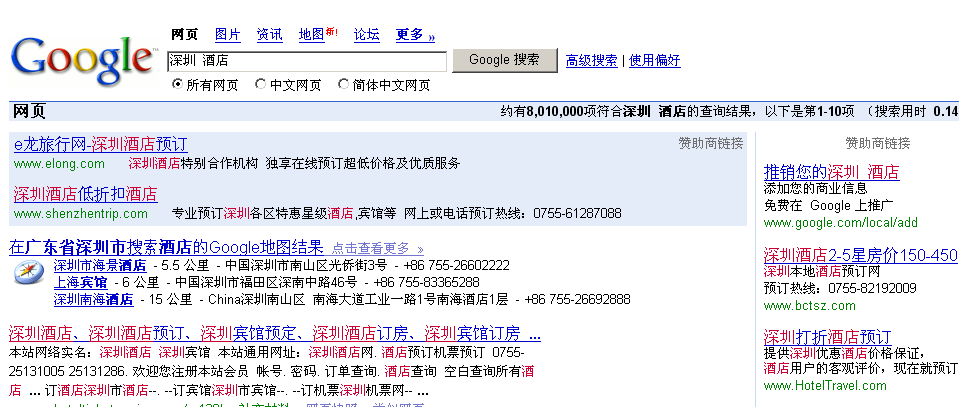 Google™
网页 图片 资讯 地图新! 论坛 更多 »
深圳 酒店
Google 搜索
高级搜索 | 使用偏好
所有网页 中文网页 简体中文网页
网页
约有8,010,000项符合深圳 酒店的查询结果，以下是第1-10项 （搜索用时 0.14
e龙旅行网-深圳酒店预订
赞助商链接
www.elong.com 深圳酒店特别合作机构 独享在线预订超低价格及优质服务
深圳酒店低折扣酒店
www.shenzhentrip.com 专业预订深圳各区特惠星级酒店,宾馆等 网上或电话预订热线：0755-61287088
在广东省深圳市搜索酒店的Google地图结果 点击查看更多 »
深圳市海景酒店 - 5.5 公里 - 中国深圳市南山区光侨街3号 - +86 755-26602222
上海宾馆 - 6 公里 - 中国深圳市福田区深南中路46号 - +86 755-83365288
深圳南海酒店 - 15 公里 - China深圳南山区 南海大道工业一路1号南海酒店1层 - +86 755-26692888
深圳酒店、深圳酒店预订、深圳宾馆预定、深圳酒店订房、深圳宾馆订房 ...
本站网络实名：深圳酒店 深圳宾馆 本站通用网址：深圳酒店网. 酒店预订机票预订 0755-
25131005 25131286. 欢迎您注册本站会员 帐号. 密码. 订单查询. 酒店查询 空白查询所有酒
店 ... 订酒店深圳市酒店--. --订宾馆深圳市宾馆--. --订机票深圳机票网-- ...
赞助商链接
推销您的深圳 酒店
添加您的商业信息
免费在 Google 上推广
www.google.com/local/add
深圳酒店2-5星房价150-450
深圳本地酒店预订网
预订热线：0755-82192009
www.bctsz.com
深圳打折酒店预订
提供深圳优惠酒店价格保证，
酒店用户的客观评价，现在就预订
www.HotelTravel.com